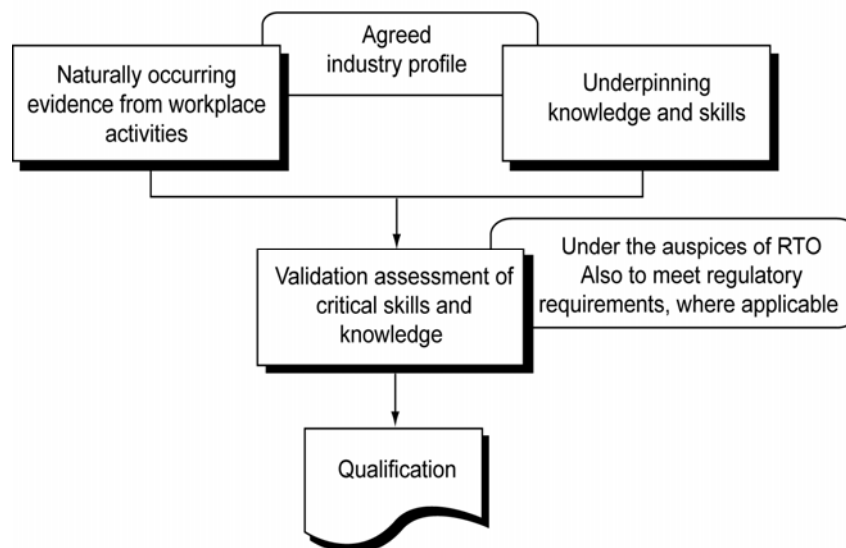 Agreed
industry profile
Naturally occurring
evidence from workplace
activities
Underpinning
knowledge and skills
Under the auspices of RTO
Also to meet regulatory
requirements, where applicable
Validation assessment of
critical skills and
knowledge
Qualification